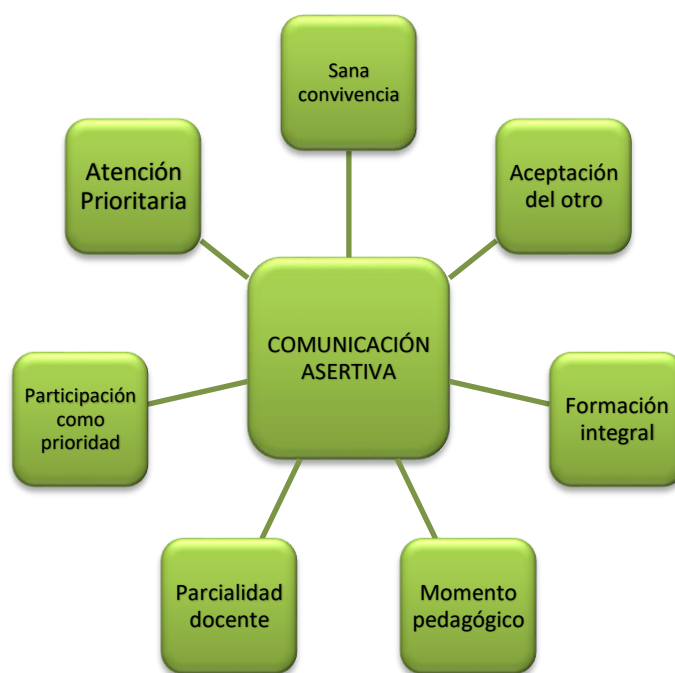 Sana
convivencia
Atención
Prioritaria
Aceptación
del otro
COMUNICACIÓN
ASERTIVA
Participación
como
prioridad
Formación
integral
Parcialidad
docente
Momento
pedagógico